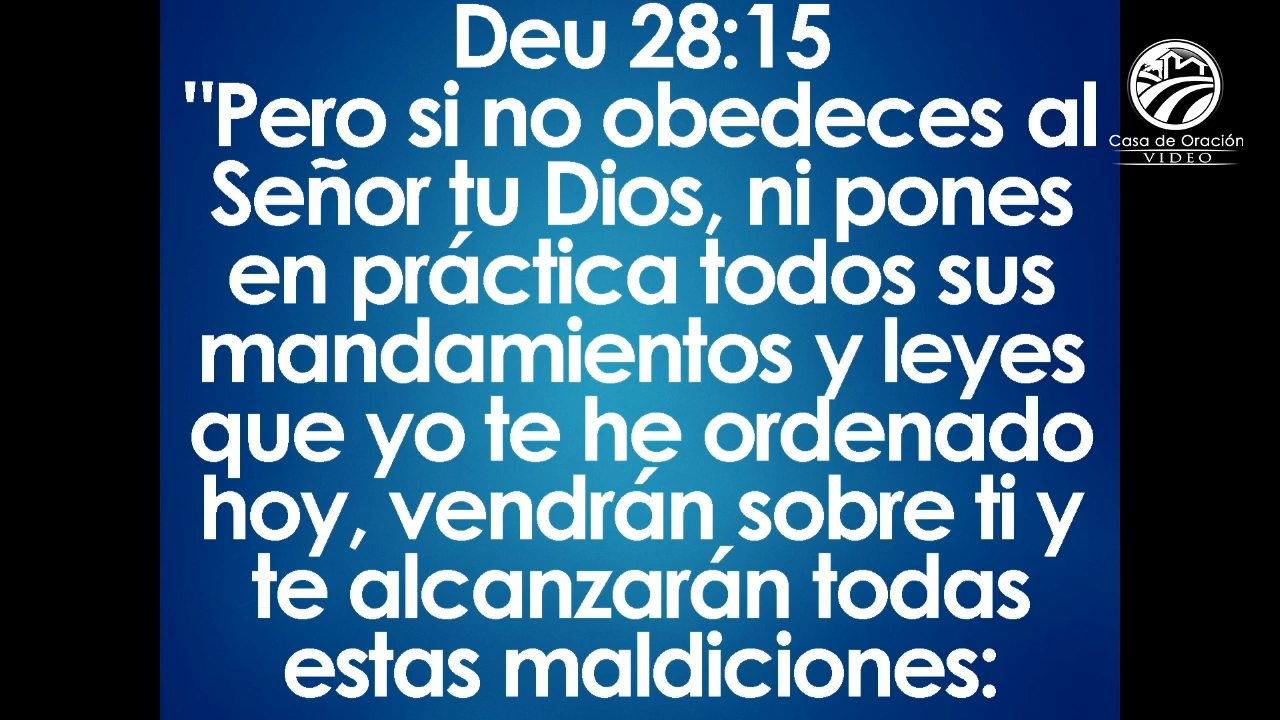 Deu 28:15
"Pero si no obedeces al
Señor tu Dios, ni pones
en práctica todos sus
mandamientos y leyes
que yo te he ordenado
hoy, vendrán sobre ti y
te alcanzarán todas
estas maldiciones:
Casa de Oración
VIDEO